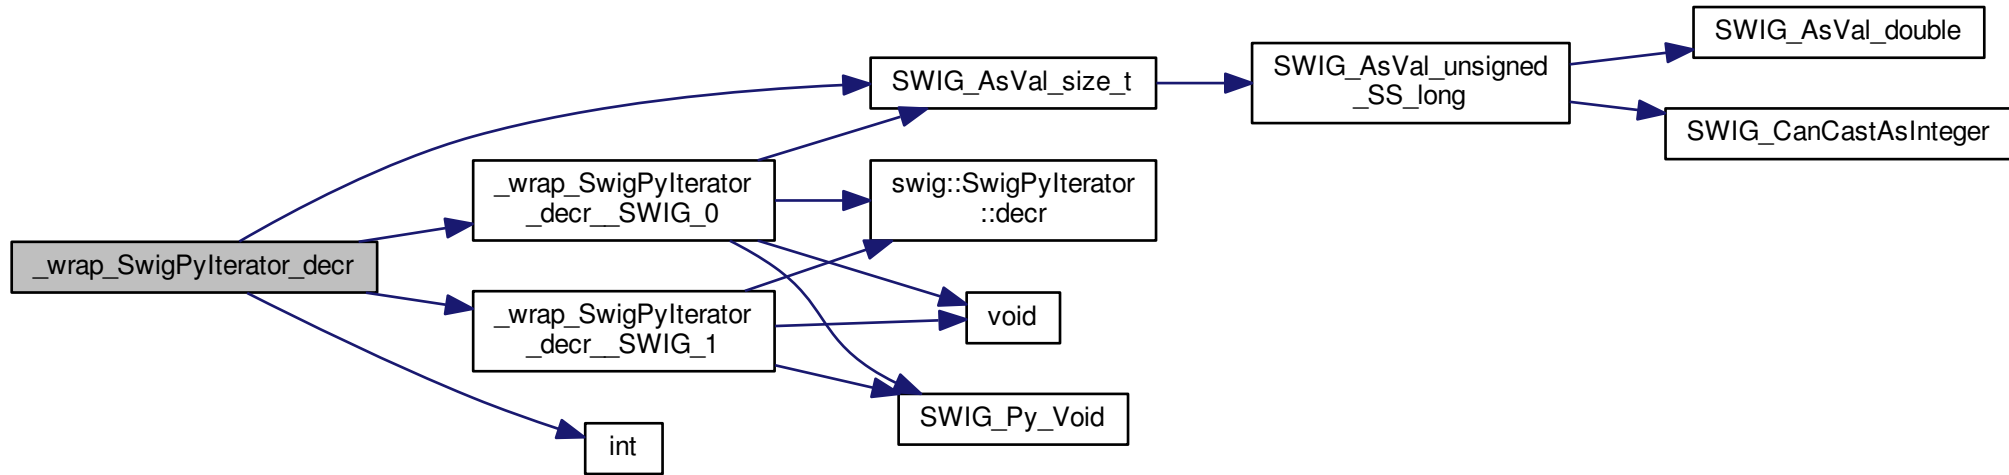 _wrap_SwigPyIterator_decr
_wrap_SwigPyIterator
_decr__SWIG_0
_wrap_SwigPyIterator
_decr__SWIG_1
int
SWIG_AsVal_size_t
swig::SwigPyIterator
::decr
void
SWIG_Py_Void
SWIG_AsVal_unsigned
_SS_long
SWIG_AsVal_double
SWIG_CanCastAsInteger